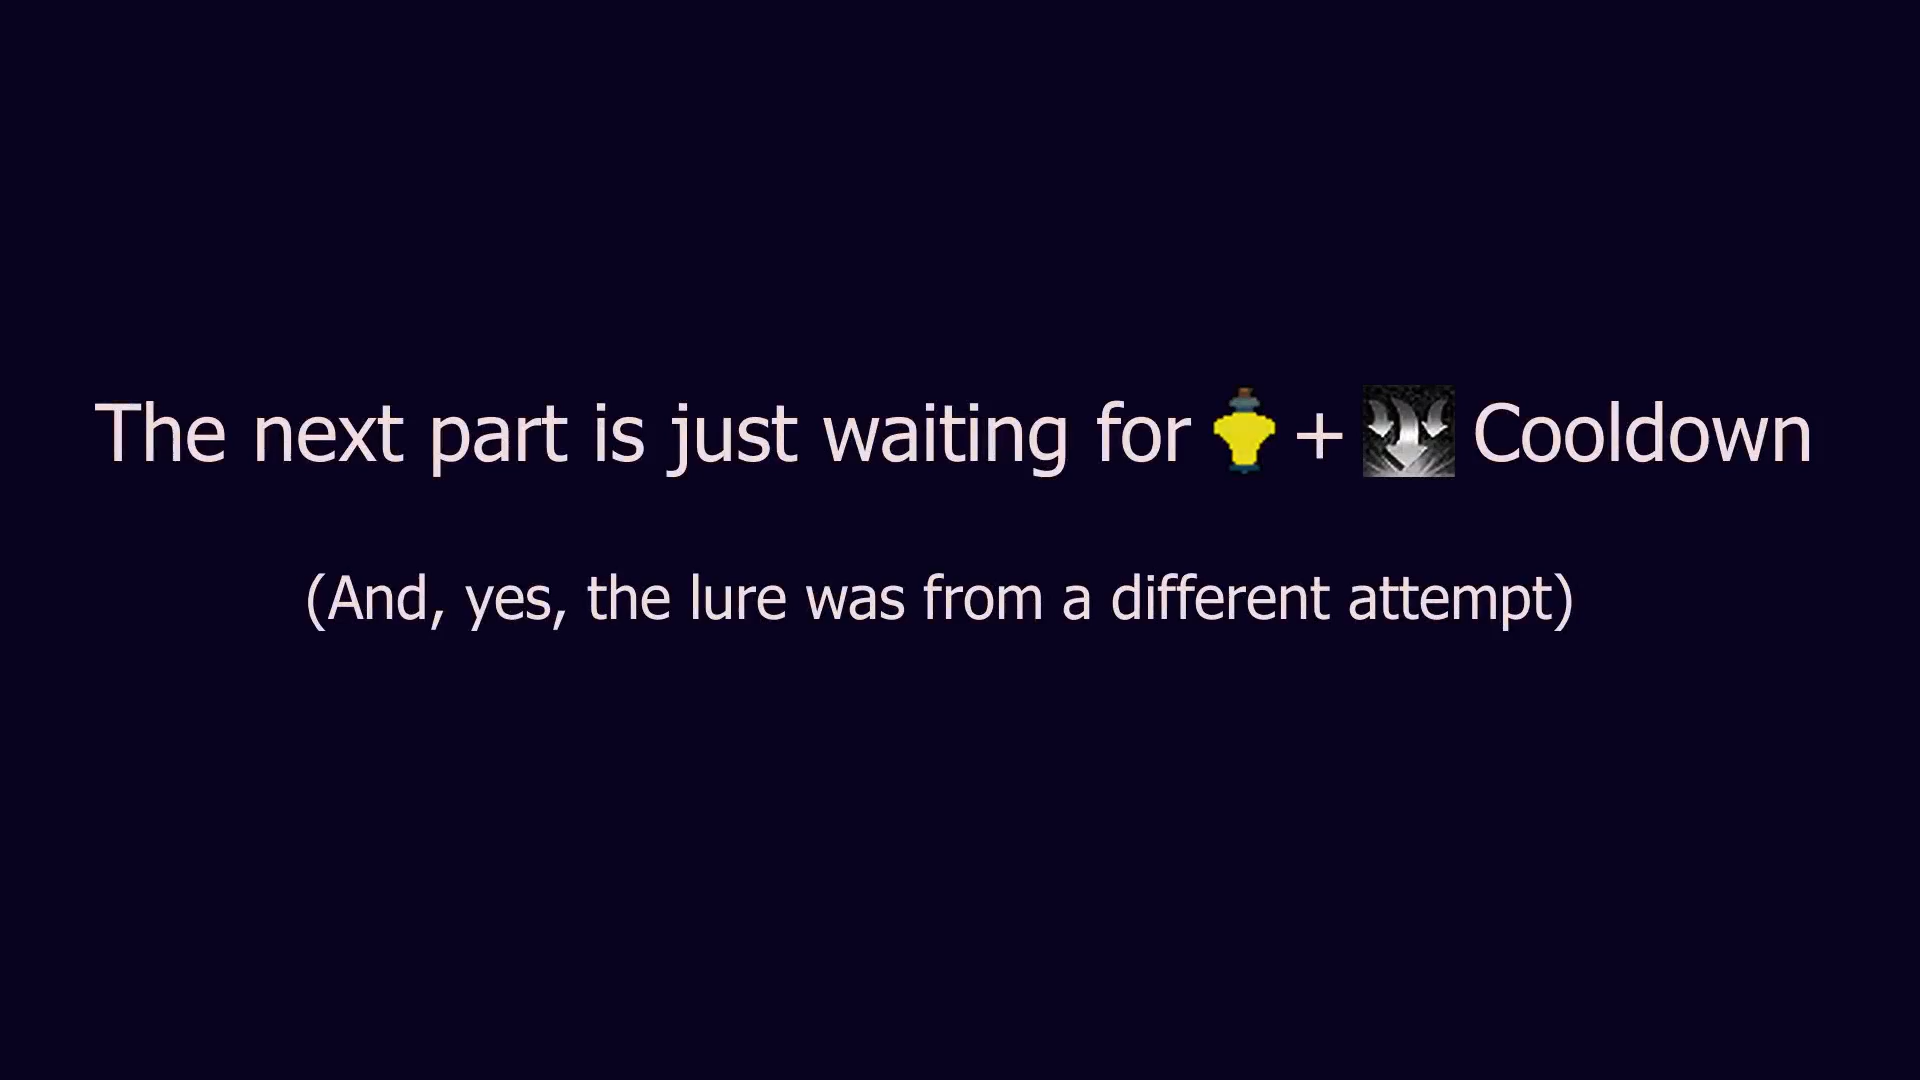 The next part is just waiting for + Cooldown
(And, yes, the lure was from a different attempt)